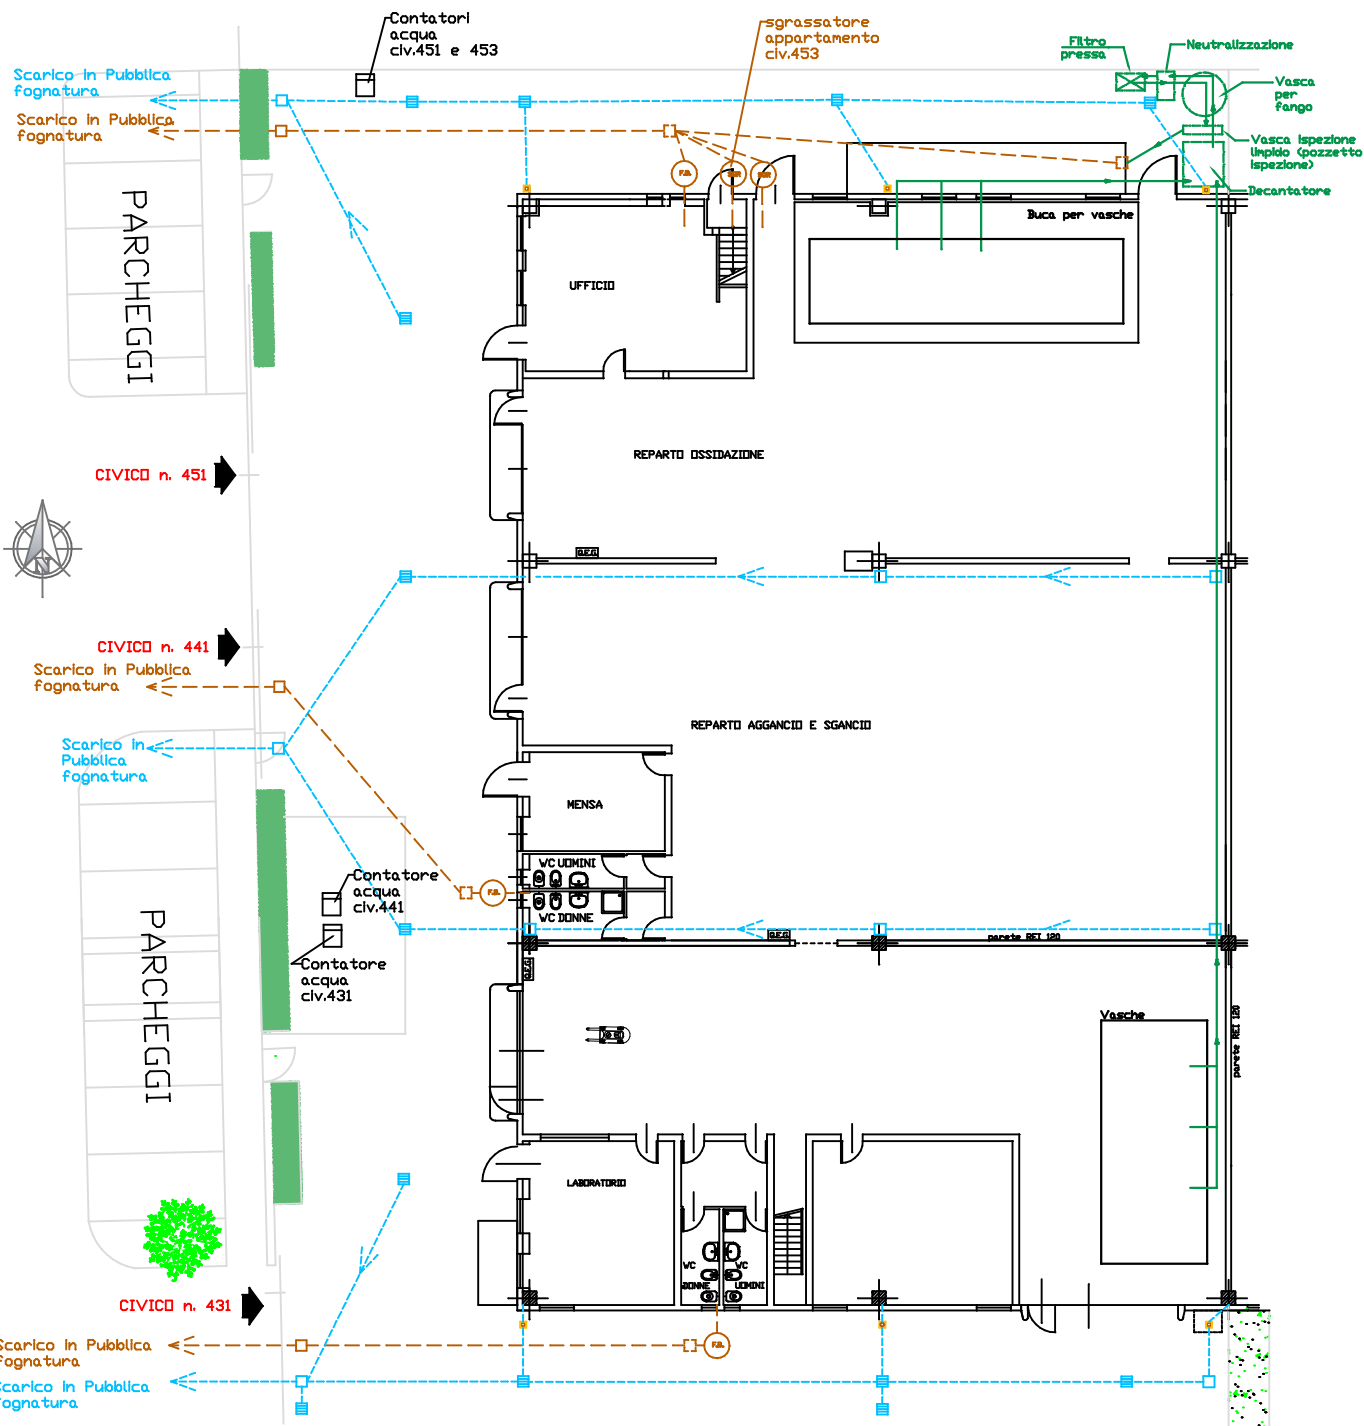 Contatori
acqua
civ.451 e 453
sgrassatore
appartamento
civ.453
Filtro
pressa
Neutralizzazione
Vasca
per
fango
Vasca ispezione
limpido (pozzetto
ispezione)
Decantatore
Scarico in Pubblica
fognatura
Scarico in Pubblica
fognatura
F.B.
SGR
SGR
PARCHEGGI
Buca per vasche
UFFICIO
REPARTO OSSIDAZIONE
CIVICO n. 451
N
Q.E.G.
CIVICO n. 441
Scarico in Pubblica
fognatura
REPARTO AGGANCIO E SGANCIO
Scarico in
Pubblica
fognatura
MENSA
WC UOMINI
F.B.
WC DONNE
Contatore
acqua
civ.441
Q.E.G.
parete REI 120
Q.E.G.
Contatore
acqua
civ.431
PARCHEGGI
Vasche
parete REI 120
LABORATORIO
WC
DONNE
WC
UOMINI
CIVICO n. 431
Scarico in Pubblica
fognatura
F.B.
Scarico in Pubblica
fognatura